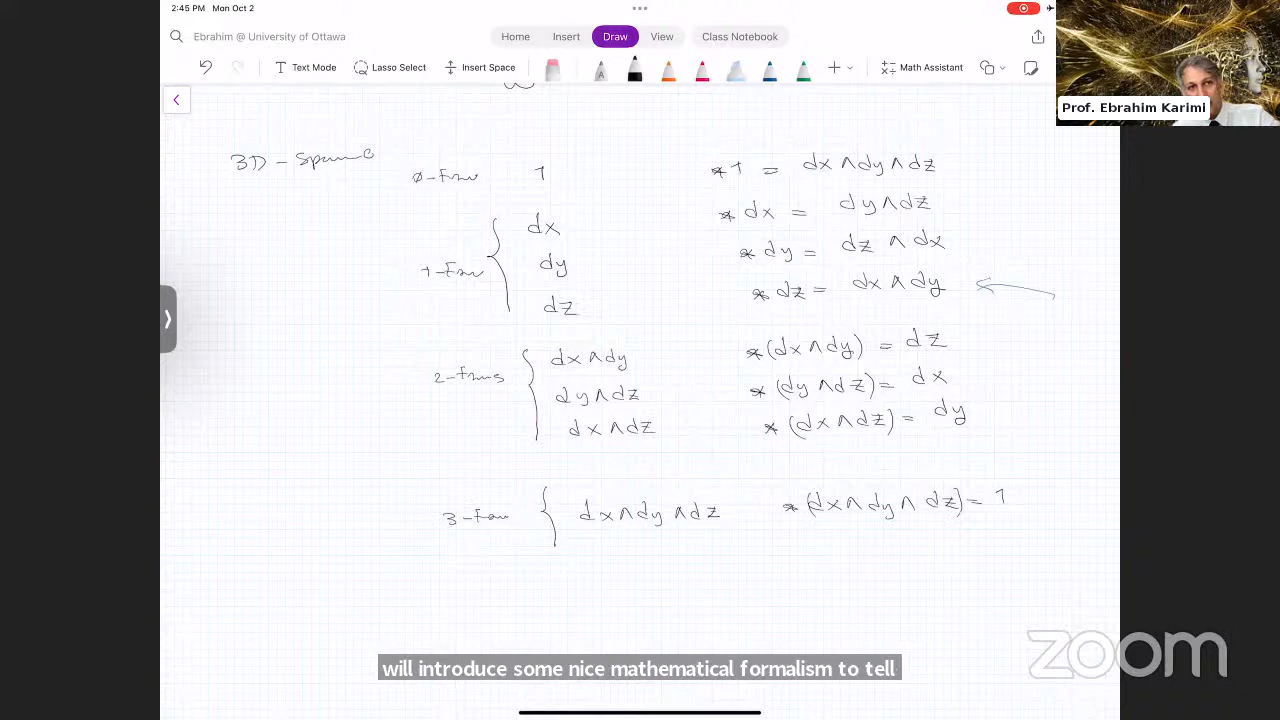 2:45 PM Mon Oct 2
Ebrahim @ University of Ottawa
Home Insert Draw View Class Notebook
Text Mode Lasso Select Insert Space Math Assistant
Prof. Ebrahim Karimi
3D - Space
0-Form 1 *1 = dx∧dy∧dz
dx *dx = dy∧dz
1-Form dy *dy = dz∧dx
dz *dz = dx∧dy
2-Forms dx∧dy *(dx∧dy) = dz
dy∧dz *(dy∧dz) = dx
dx∧dz *(dx∧dz) = dy
3-Form dx∧dy∧dz *(dx∧dy∧dz) = 1
will introduce some nice mathematical formalism to tell
zoom